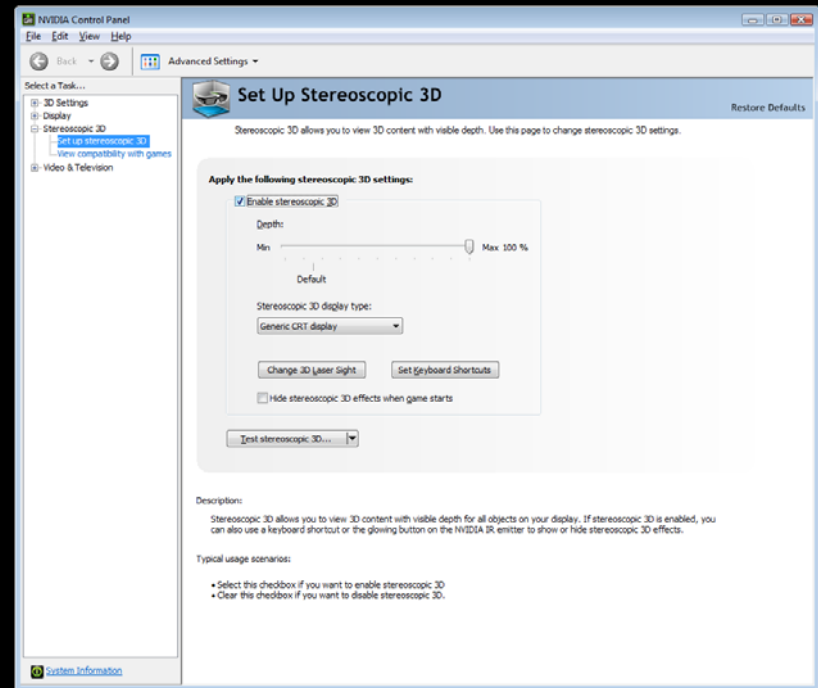 NVIDIA Control Panel
File Edit View Help
Back
Advanced Settings
Select a Task...
3D Settings
Display
Stereoscopic 3D
Set up stereoscopic 3D
View compatibility with games
Video & Television
System Information
Set Up Stereoscopic 3D
Restore Defaults
Stereoscopic 3D allows you to view 3D content with visible depth. Use this page to change stereoscopic 3D settings.
Apply the following stereoscopic 3D settings:
Enable stereoscopic 3D
Depth:
Min Max 100 %
Default
Stereoscopic 3D display type:
Generic CRT display
Change 3D Laser Sight Set Keyboard Shortcuts
Hide stereoscopic 3D effects when game starts
Test stereoscopic 3D...
Description:
Stereoscopic 3D allows you to view 3D content with visible depth for all objects on your display. If stereoscopic 3D is enabled, you
can also use a keyboard shortcut or the glowing button on the NVIDIA IR emitter to show or hide stereoscopic 3D effects.
Typical usage scenarios:
• Select this checkbox if you want to enable stereoscopic 3D
• Clear this checkbox if you want to disable stereoscopic 3D.